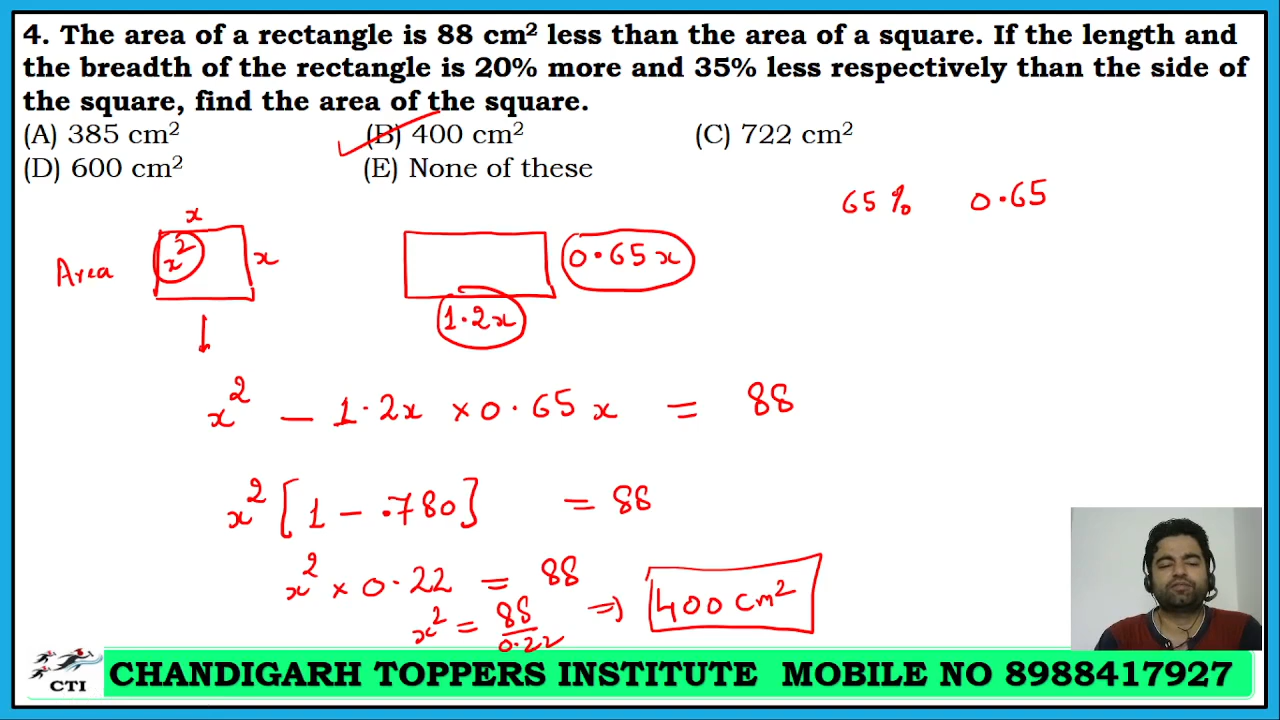 4. The area of a rectangle is 88 cm² less than the area of a square. If the length and
the breadth of the rectangle is 20% more and 35% less respectively than the side of
the square, find the area of the square.
(A) 385 cm² (B) 400 cm² (C) 722 cm²
(D) 600 cm² (E) None of these
65% 0.65
x
Area x² x 0.65x
1.2x
x² - 1.2x × 0.65x = 88
x² [1 - .780] = 88
x² × 0.22 = 88
x² = 88/0.22 => 400 cm²
CTI
CHANDIGARH TOPPERS INSTITUTE MOBILE NO 8988417927